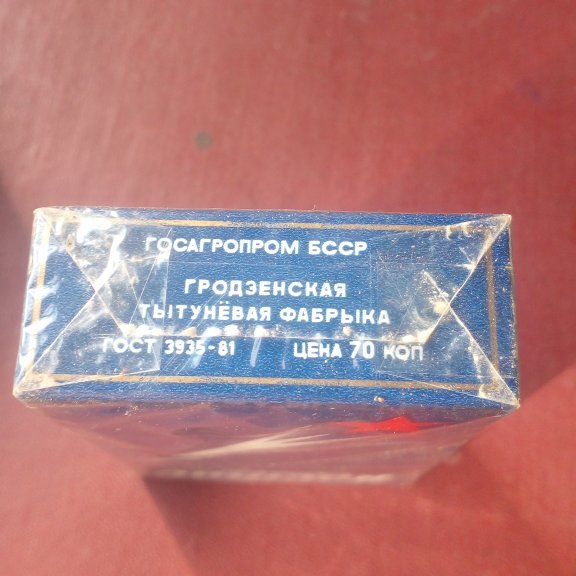 ГОСАГРОПРОМ БССР
ГРОДЗЕНСКАЯ
ТЫТУНЁВАЯ ФАБРЫКА
ГОСТ 3935-81 ЦЕНА 70 КОП